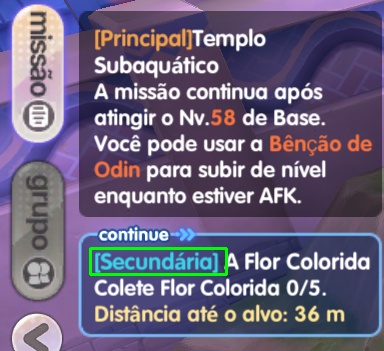 missão
grupo
[Principal]Templo
Subaquático
A missão continua após
atingir o Nv.58 de Base.
Você pode usar a Bênção de
Odin para subir de nível
enquanto estiver AFK.
continue
[Secundária] A Flor Colorida
Colete Flor Colorida 0/5.
Distância até o alvo: 36 m